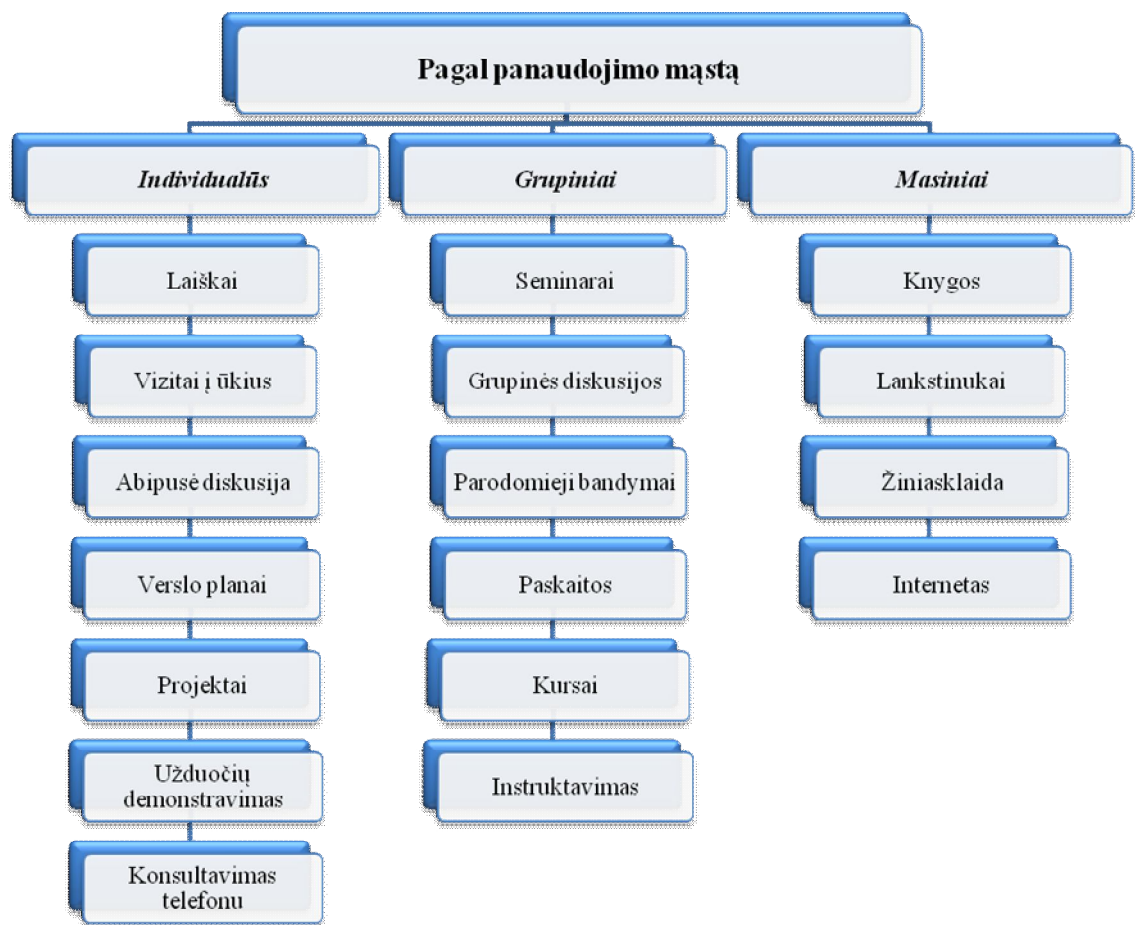 Pagal panaudojimo mąstą
Individualūs
Laiškai
Vizitai į ūkius
Abipusė diskusija
Verslo planai
Projektai
Užduočių
demonstravimas
Konsultavimas
telefonu
Grupiniai
Seminarai
Grupinės diskusijos
Parodomieji bandymai
Paskaitos
Kursai
Instruktavimas
Masiniai
Knygos
Lankstinukai
Žiniasklaida
Internetas